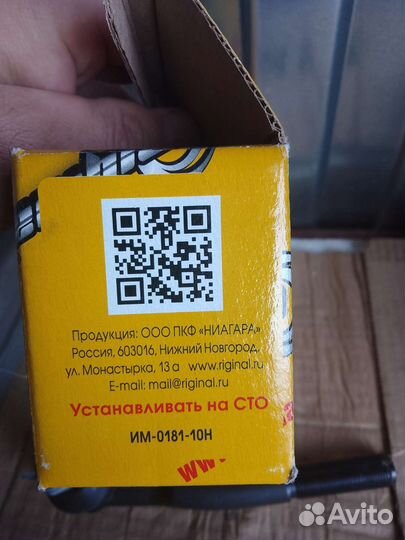 Продукция: ООО ПКФ «НИАГАРА»
Россия, 603016, Нижний Новгород,
ул. Монастырка, 13 а www.riginal.ru
E-mail: mail@riginal.ru
Устанавливать на СТО
ИМ-0181-10Н
www.
Avito